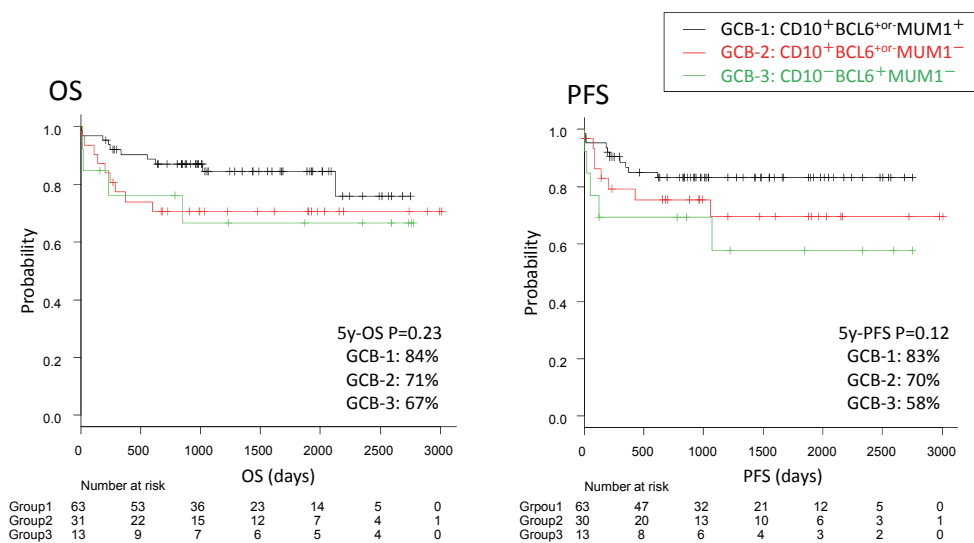 GCB-1: CD10⁺BCL6⁺ᵒʳ⁻MUM1⁺
GCB-2: CD10⁺BCL6⁺ᵒʳ⁻MUM1⁻
GCB-3: CD10⁻BCL6⁺MUM1⁻
OS
1.0
0.8
0.6
0.4
0.2
0.0
Probability
5y-OS P=0.23
GCB-1: 84%
GCB-2: 71%
GCB-3: 67%
0 500 1000 1500 2000 2500 3000
OS (days)
Number at risk
Group1 63 53 36 23 14 5 0
Group2 31 22 15 12 7 4 1
Group3 13 9 7 6 5 4 0
PFS
1.0
0.8
0.6
0.4
0.2
0.0
Probability
5y-PFS P=0.12
GCB-1: 83%
GCB-2: 70%
GCB-3: 58%
0 500 1000 1500 2000 2500 3000
PFS (days)
Number at risk
Grpou1 63 47 32 21 12 5 0
Group2 30 20 13 10 6 3 1
Group3 13 8 6 4 3 2 0